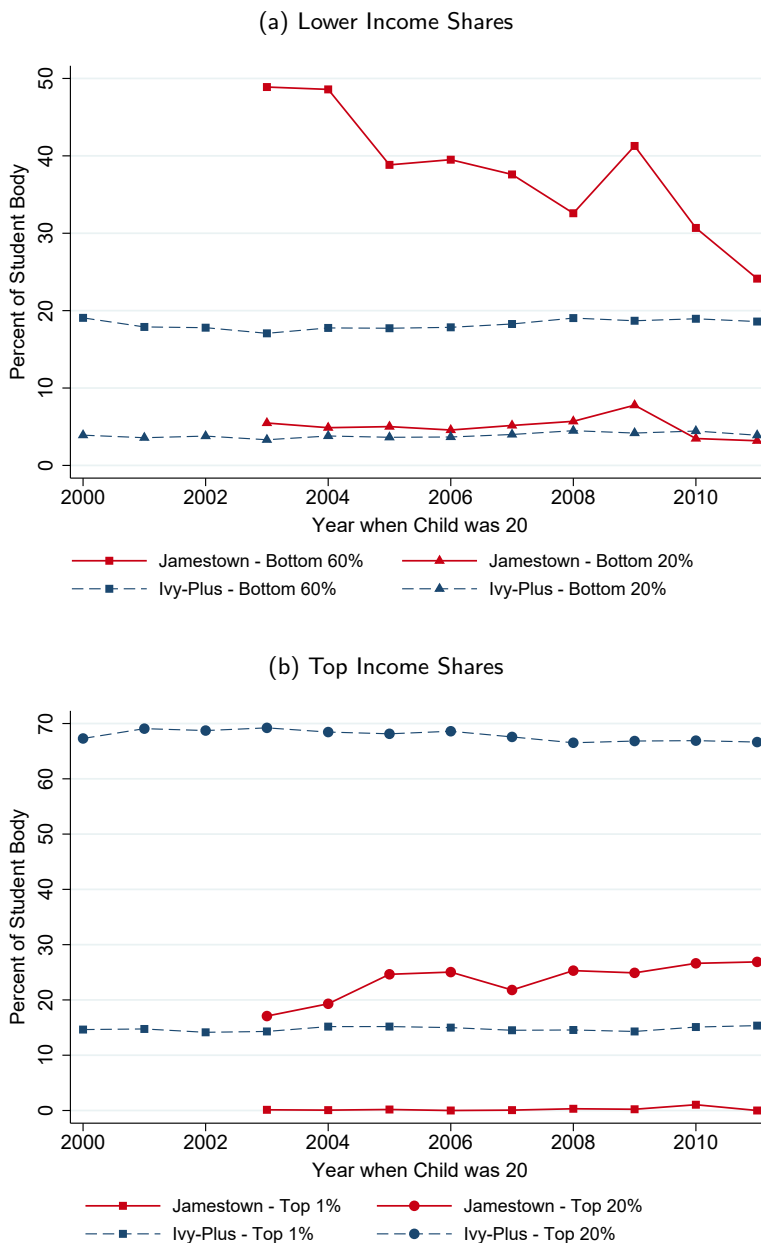 (a) Lower Income Shares
50
40
30
20
10
0
Percent of Student Body
2000 2002 2004 2006 2008 2010
Year when Child was 20
Jamestown - Bottom 60% Jamestown - Bottom 20%
Ivy-Plus - Bottom 60% Ivy-Plus - Bottom 20%
(b) Top Income Shares
70
60
50
40
30
20
10
0
Percent of Student Body
2000 2002 2004 2006 2008 2010
Year when Child was 20
Jamestown - Top 1% Jamestown - Top 20%
Ivy-Plus - Top 1% Ivy-Plus - Top 20%